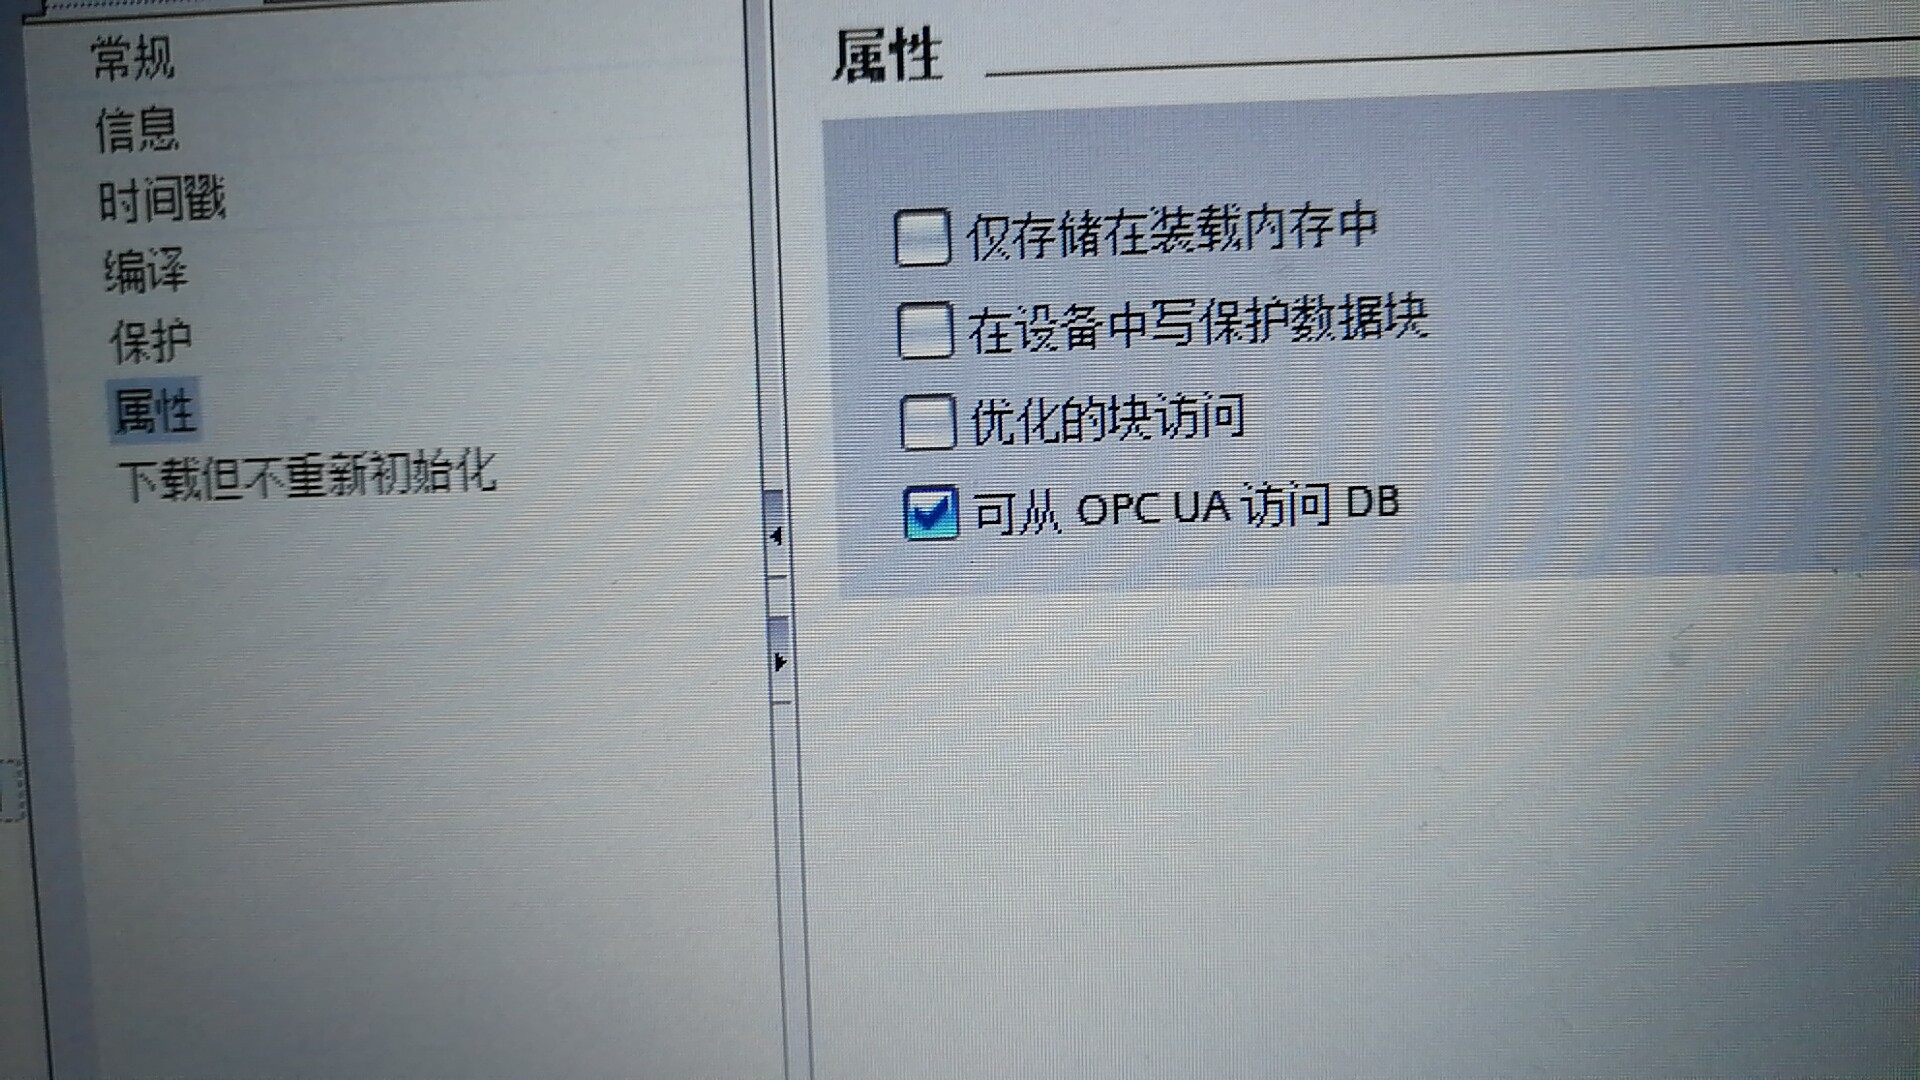 常规
信息
时间戳
编译
保护
属性
下载但不重新初始化
属性
仅存储在装载内存中
在设备中写保护数据块
优化的块访问
可从 OPC UA 访问 DB